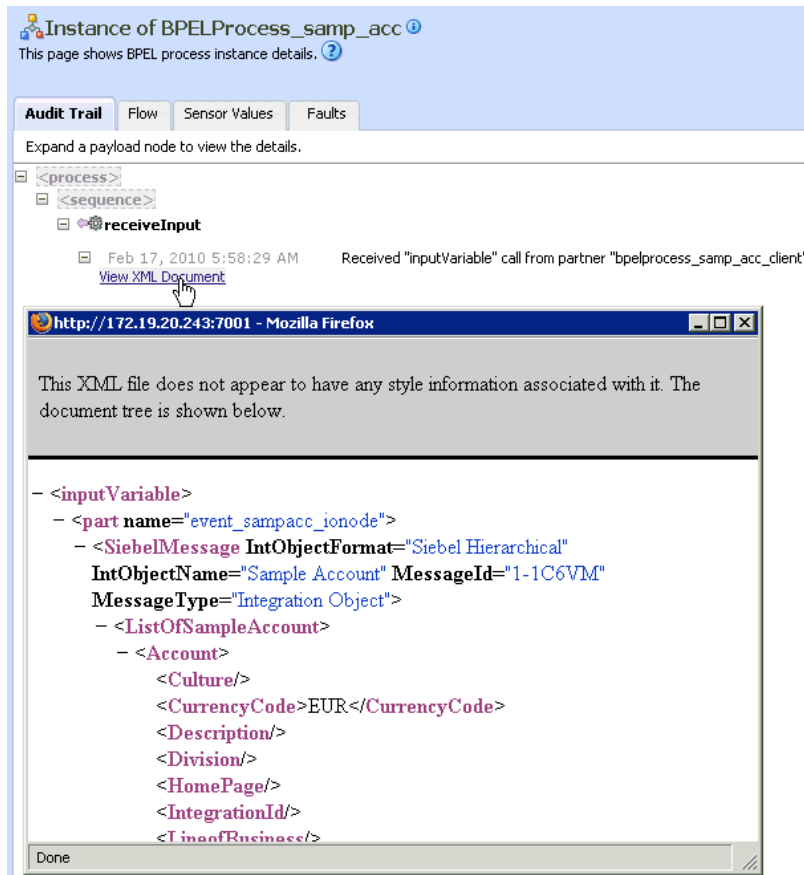 Instance of BPELProcess_samp_acc
This page shows BPEL process instance details.
Audit Trail Flow Sensor Values Faults
Expand a payload node to view the details.
<process>
<sequence>
receiveInput
Feb 17, 2010 5:58:29 AM Received "inputVariable" call from partner "bpelprocess_samp_acc_client"
View XML Document
http://172.19.20.243:7001 - Mozilla Firefox
This XML file does not appear to have any style information associated with it. The
document tree is shown below.
− <inputVariable>
− <part name="event_sampacc_ionode">
− <SiebelMessage IntObjectFormat="Siebel Hierarchical"
IntObjectName="Sample Account" MessageId="1-1C6VM"
MessageType="Integration Object">
− <ListOfSampleAccount>
− <Account>
<Culture/>
<CurrencyCode>EUR</CurrencyCode>
<Description/>
<Division/>
<HomePage/>
<IntegrationId/>
<LineofBusiness/>
Done